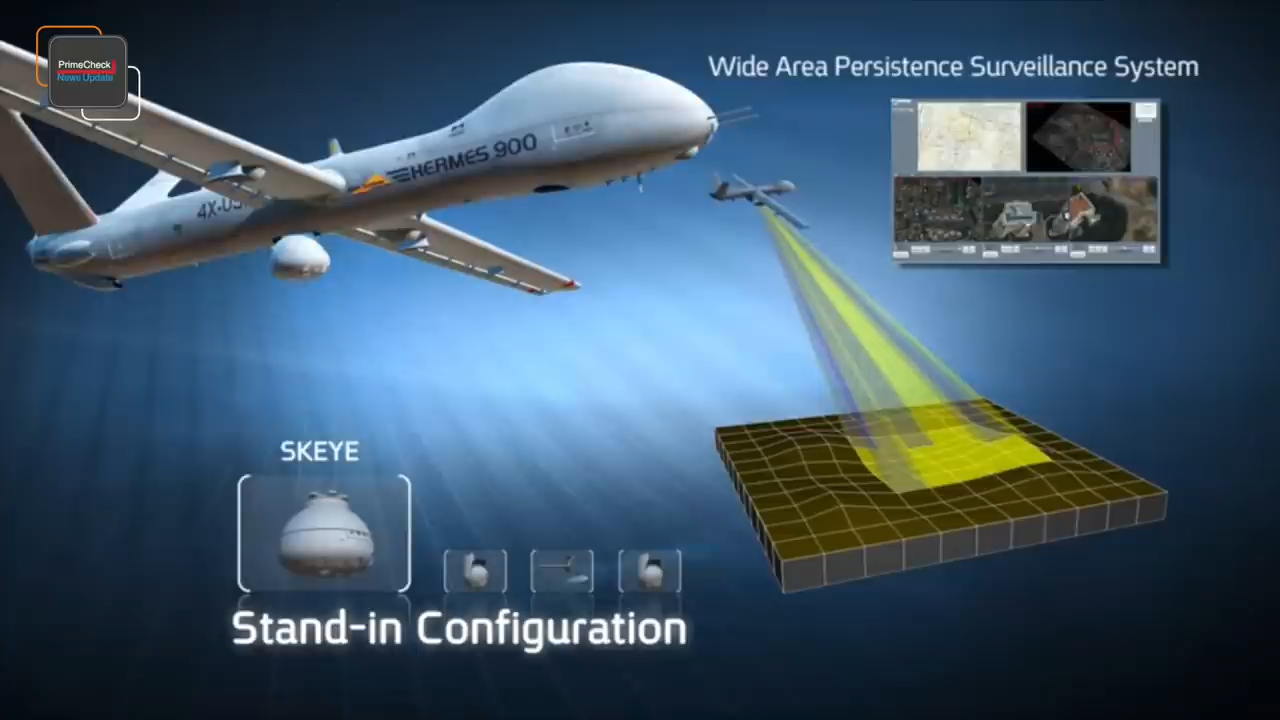 PrimeCheck
News Update
Wide Area Persistence Surveillance System
HERMES 900
SKEYE
Stand-in Configuration